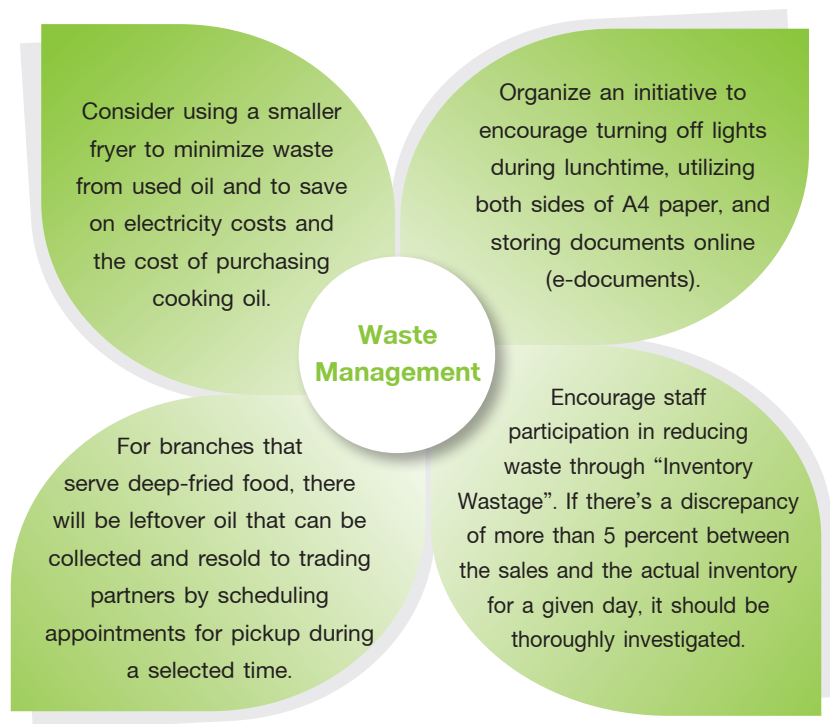 Consider using a smaller
fryer to minimize waste
from used oil and to save
on electricity costs and
the cost of purchasing
cooking oil.
Organize an initiative to
encourage turning off lights
during lunchtime, utilizing
both sides of A4 paper, and
storing documents online
(e-documents).
Waste
Management
For branches that
serve deep-fried food, there
will be leftover oil that can be
collected and resold to trading
partners by scheduling
appointments for pickup during
a selected time.
Encourage staff
participation in reducing
waste through “Inventory
Wastage”. If there’s a discrepancy
of more than 5 percent between
the sales and the actual inventory
for a given day, it should be
thoroughly investigated.